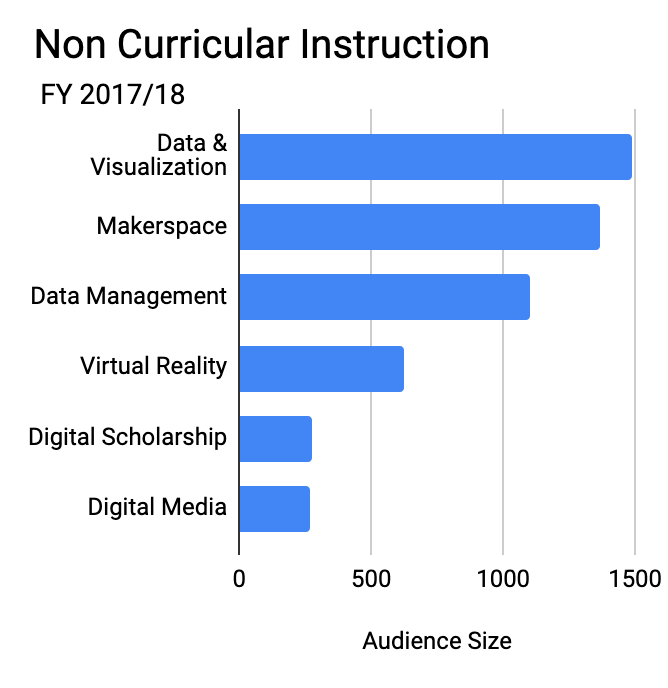 Non Curricular Instruction
FY 2017/18
Data &
Visualization
Makerspace
Data Management
Virtual Reality
Digital Scholarship
Digital Media
0 500 1000 1500
Audience Size